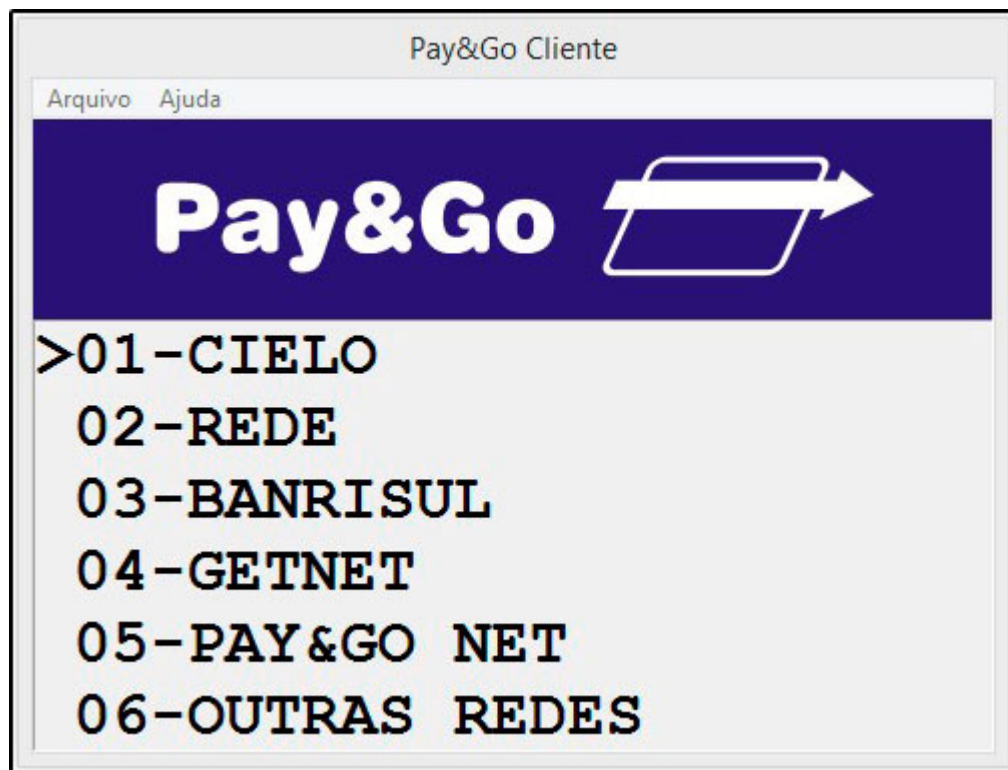 Pay&Go Cliente
Arquivo Ajuda
Pay&Go
>01-CIELO
02-REDE
03-BANRISUL
04-GETNET
05-PAY&GO NET
06-OUTRAS REDES